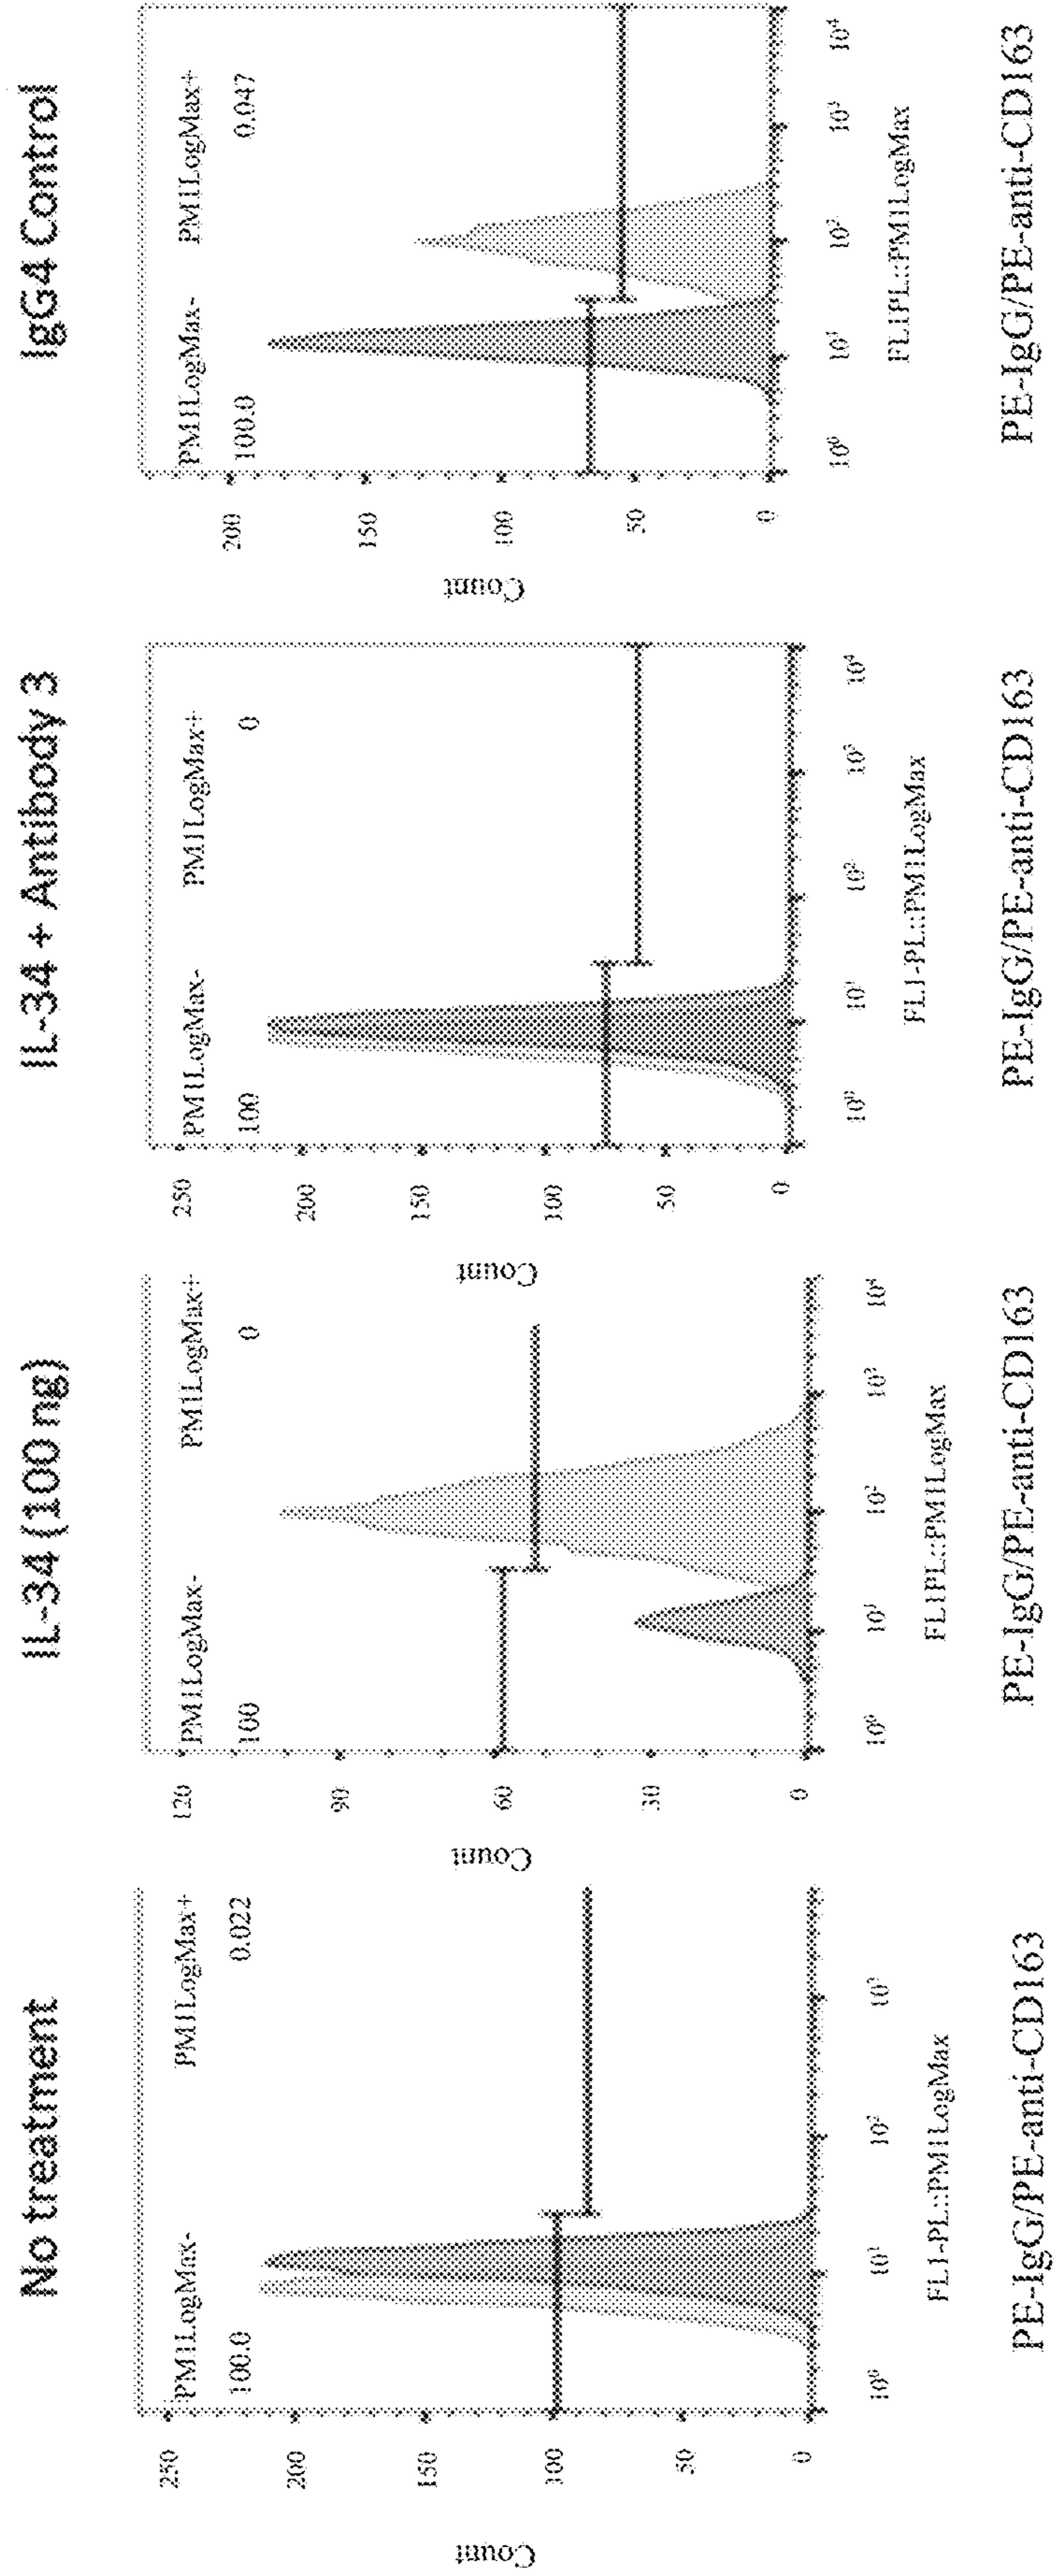 No treatment
PM1LogMax-
PM1LogMax+
100.0
0.022
250
200
150
100
50
0
Count
10⁰
10¹
10²
10³
FL1-PL::PM1LogMax
PE-IgG/PE-anti-CD163
IL-34 (100 ng)
PM1LogMax-
PM1LogMax+
100
0
120
90
60
30
0
Count
10⁰
10¹
10²
10³
10⁴
FL1PL::PM1LogMax
PE-IgG/PE-anti-CD163
IL-34 + Antibody 3
PM1LogMax-
PM1LogMax+
100
0
250
200
150
100
50
0
Count
10⁰
10¹
10²
10³
10⁴
FL1-PL::PM1LogMax
PE-IgG/PE-anti-CD163
IgG4 Control
PM1LogMax-
PM1LogMax+
100.0
0.047
200
150
100
50
0
Count
10⁰
10¹
10²
10³
10⁴
FL1PL::PM1LogMax
PE-IgG/PE-anti-CD163